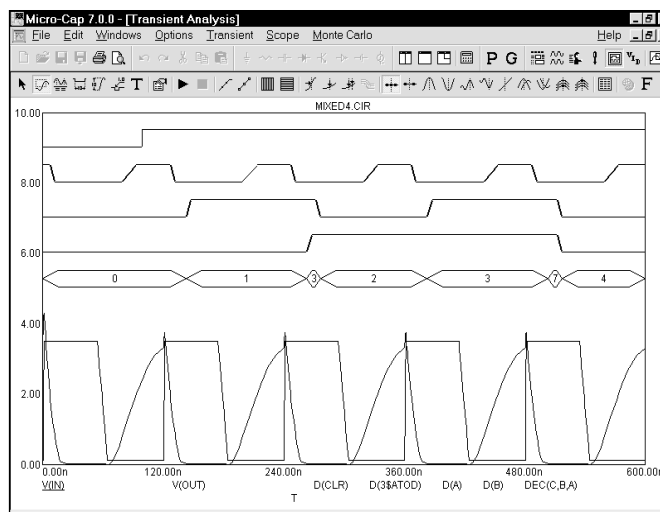 Micro-Cap 7.0.0 - [Transient Analysis]
File Edit Windows Options Transient Scope Monte Carlo Help
P G
T F
MIXED4.CIR
10.00
8.00
6.00
0 1 3 2 3 7 4
4.00
2.00
0.00
0.00n 120.00n 240.00n 360.00n 480.00n 600.00n
V(IN) V(OUT) D(CLR) D(3$ATOD) D(A) D(B) DEC(C,B,A)
T